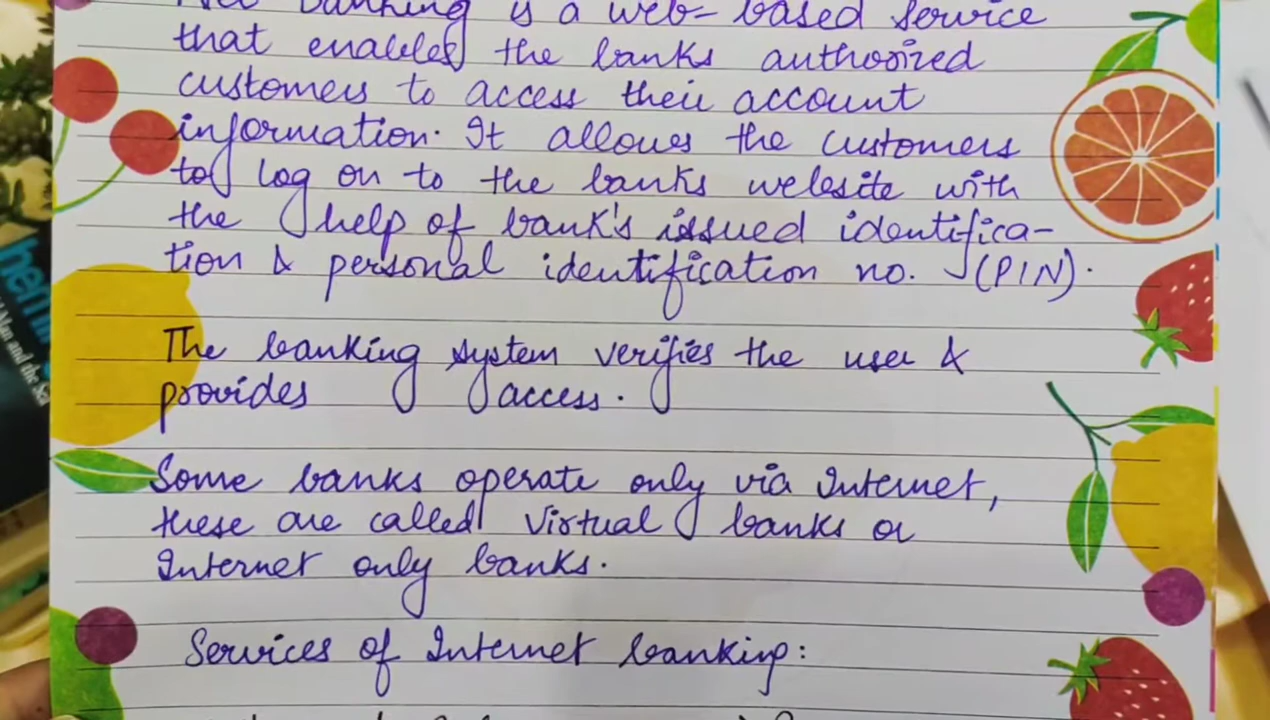 Net banking is a web-based service
that enables the banks authorized
customers to access their account
information. It allows the customers
to log on to the banks website with
the help of bank's issued identifica-
tion & personal identification no. (PIN).
The banking system verifies the user &
provides access.
Some banks operate only via Internet,
these are called virtual banks or
Internet only banks.
Services of Internet banking: